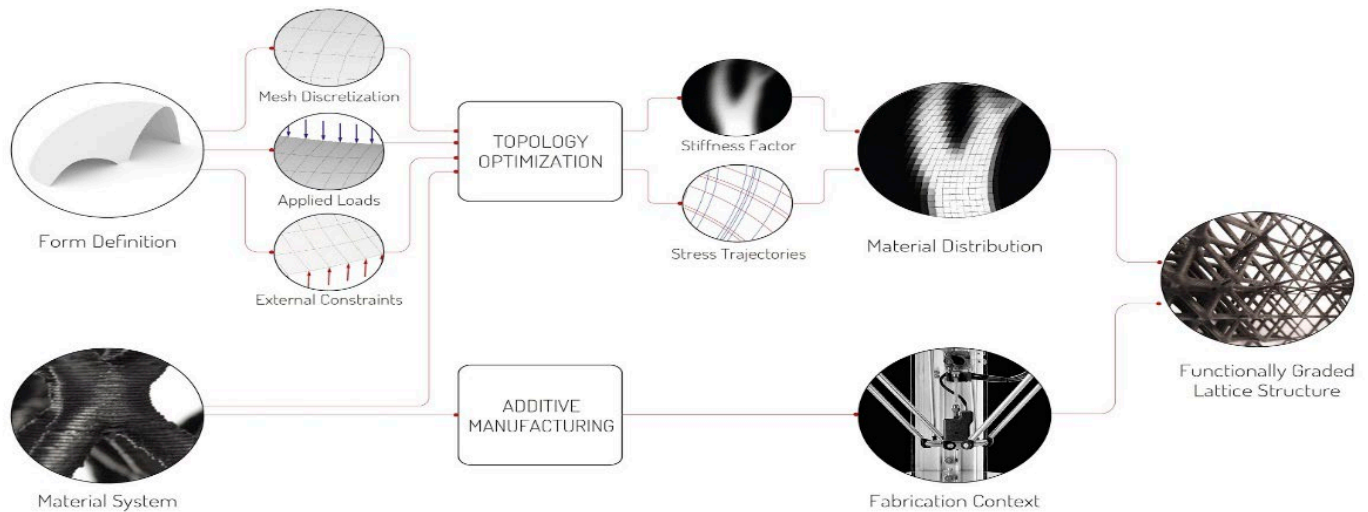 Mesh Discretization
Applied Loads
External Constraints
Form Definition
TOPOLOGY
OPTIMIZATION
Stiffness Factor
Stress Trajectories
Material Distribution
Functionally Graded
Lattice Structure
Material System
ADDITIVE
MANUFACTURING
Fabrication Context